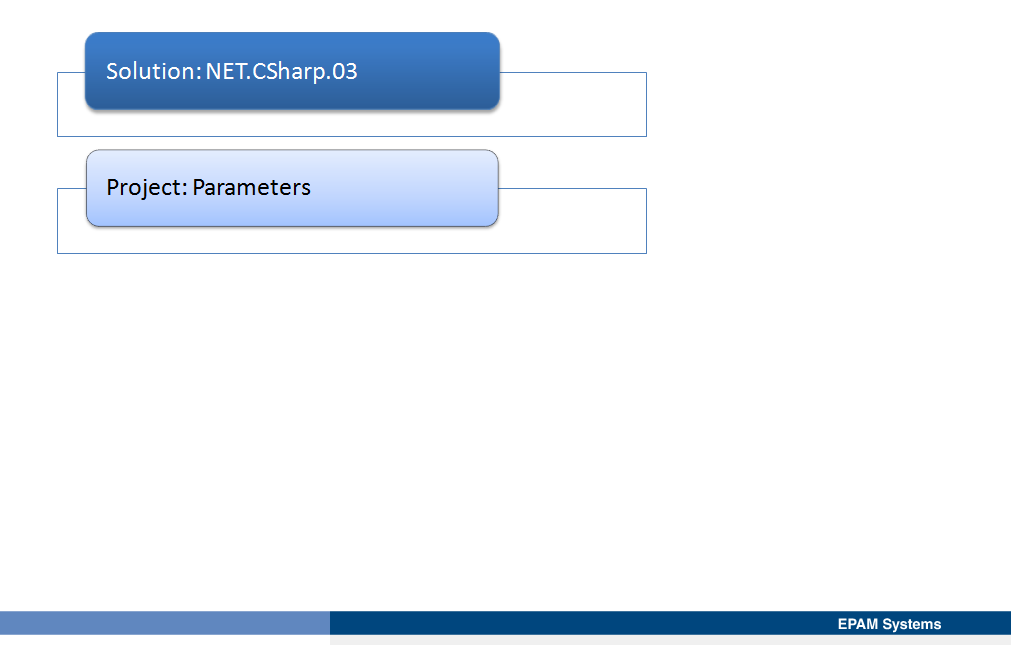 Solution: NET.CSharp.03
Project: Parameters
EPAM Systems